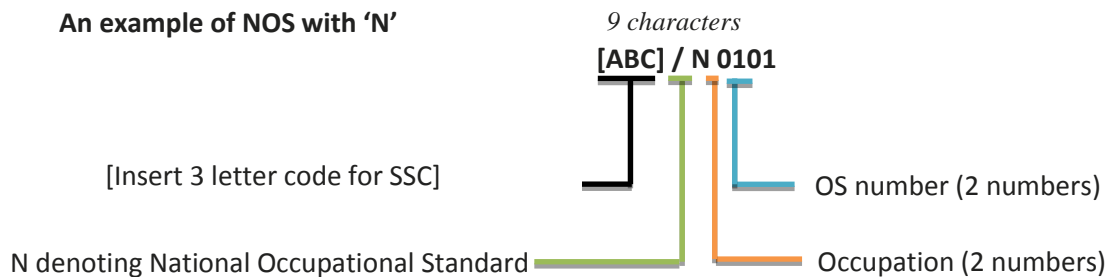 An example of NOS with ‘N’
9 characters
[ABC] / N 0101
[Insert 3 letter code for SSC]
OS number (2 numbers)
N denoting National Occupational Standard
Occupation (2 numbers)